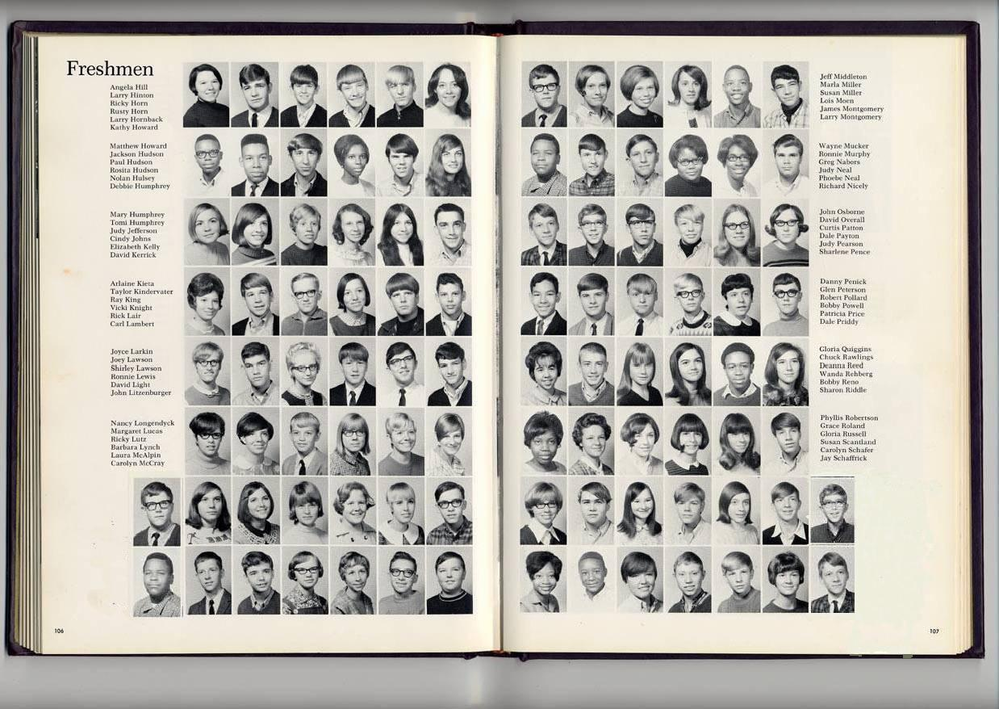 Freshmen
Angela Hill
Larry Hinton
Ricky Horn
Rusty Horn
Larry Hornback
Kathy Howard
Matthew Howard
Jackson Hudson
Paul Hudson
Rosita Hudson
Nolan Hulsey
Debbie Humphrey
Mary Humphrey
Tomi Humphrey
Judy Jefferson
Cindy Johns
Elizabeth Kelly
David Kerrick
Arlaine Kieta
Taylor Kindervater
Ray King
Vicki Knight
Rick Lair
Carl Lambert
Joyce Larkin
Joey Lawson
Shirley Lawson
Ronnie Lewis
David Light
John Litzenburger
Nancy Longendyck
Margaret Lucas
Ricky Lutz
Barbara Lynch
Laura McAlpin
Carolyn McCray
106
Jeff Middleton
Marla Miller
Susan Miller
Lois Moen
James Montgomery
Larry Montgomery
Wayne Mucker
Ronnie Murphy
Greg Nabors
Judy Neal
Phoebe Neal
Richard Nicely
John Osborne
David Overall
Curtis Patton
Dale Payton
Judy Pearson
Sharlene Pence
Danny Penick
Glen Peterson
Robert Pollard
Bobby Powell
Patricia Price
Dale Priddy
Gloria Quiggins
Chuck Rawlings
Deanna Reed
Wanda Rehberg
Bobby Reno
Sharon Riddle
Phyllis Robertson
Grace Roland
Gloria Russell
Susan Scantland
Carolyn Schafer
Jay Schaffrick
107